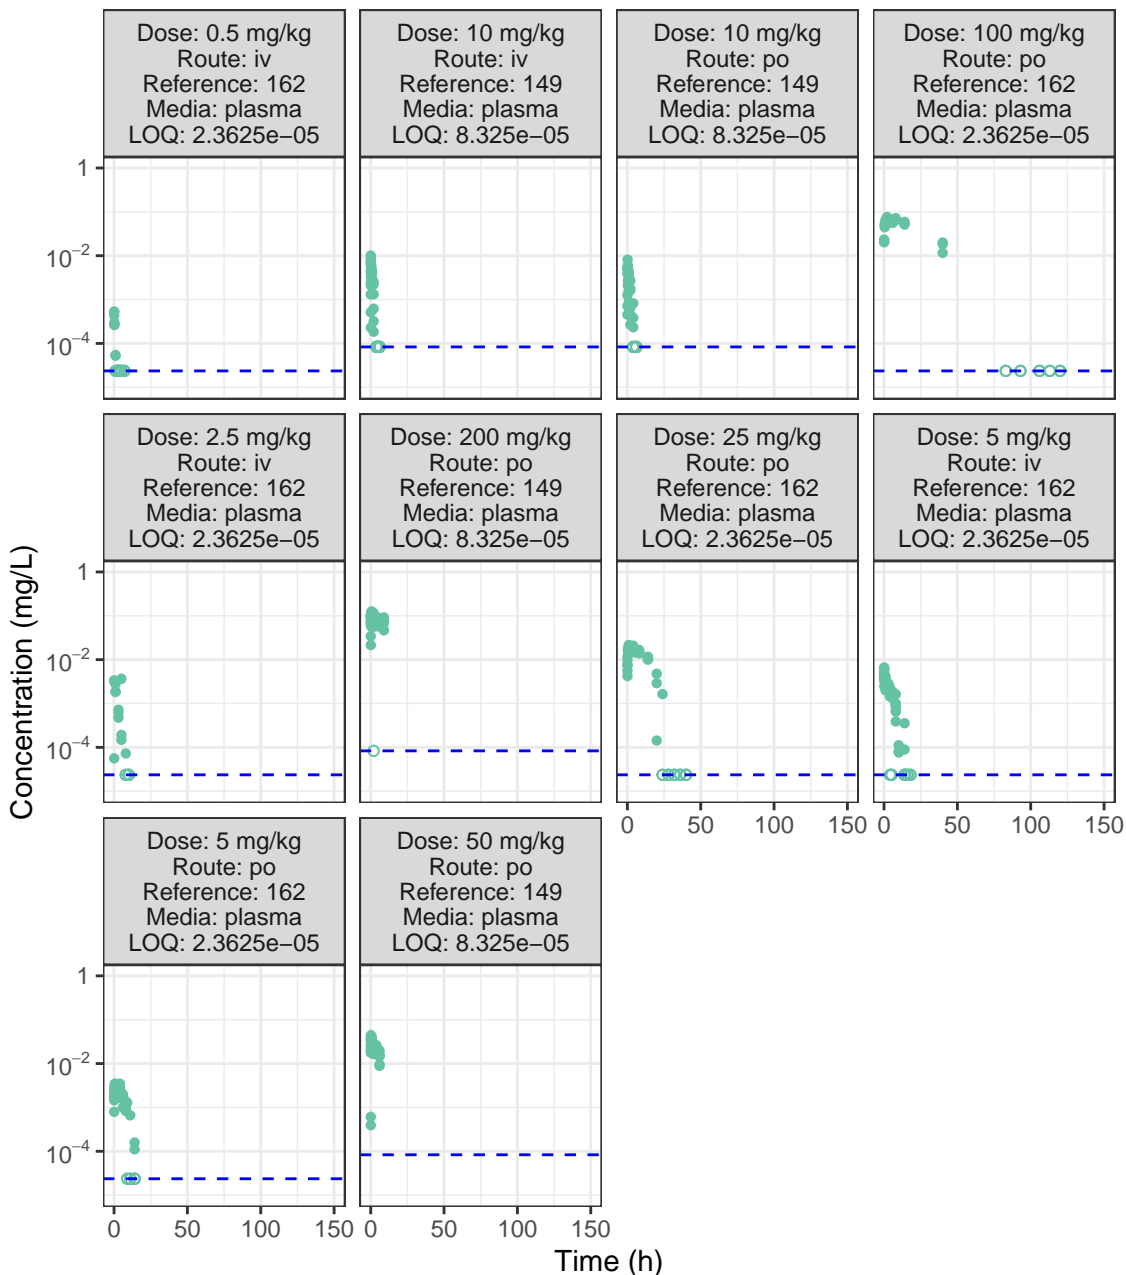 Dose: 0.5 mg/kg
Route: iv
Reference: 162
Media: plasma
LOQ: 2.3625e−05
Dose: 10 mg/kg
Route: iv
Reference: 149
Media: plasma
LOQ: 8.325e−05
Dose: 10 mg/kg
Route: po
Reference: 149
Media: plasma
LOQ: 8.325e−05
Dose: 100 mg/kg
Route: po
Reference: 162
Media: plasma
LOQ: 2.3625e−05
1
10⁻²
10⁻⁴
Dose: 2.5 mg/kg
Route: iv
Reference: 162
Media: plasma
LOQ: 2.3625e−05
Dose: 200 mg/kg
Route: po
Reference: 149
Media: plasma
LOQ: 8.325e−05
Dose: 25 mg/kg
Route: po
Reference: 162
Media: plasma
LOQ: 2.3625e−05
Dose: 5 mg/kg
Route: iv
Reference: 162
Media: plasma
LOQ: 2.3625e−05
1
10⁻²
10⁻⁴
0 50 100 150
0 50 100 150
Concentration (mg/L)
Dose: 5 mg/kg
Route: po
Reference: 162
Media: plasma
LOQ: 2.3625e−05
Dose: 50 mg/kg
Route: po
Reference: 149
Media: plasma
LOQ: 8.325e−05
1
10⁻²
10⁻⁴
0 50 100 150
0 50 100 150
Time (h)